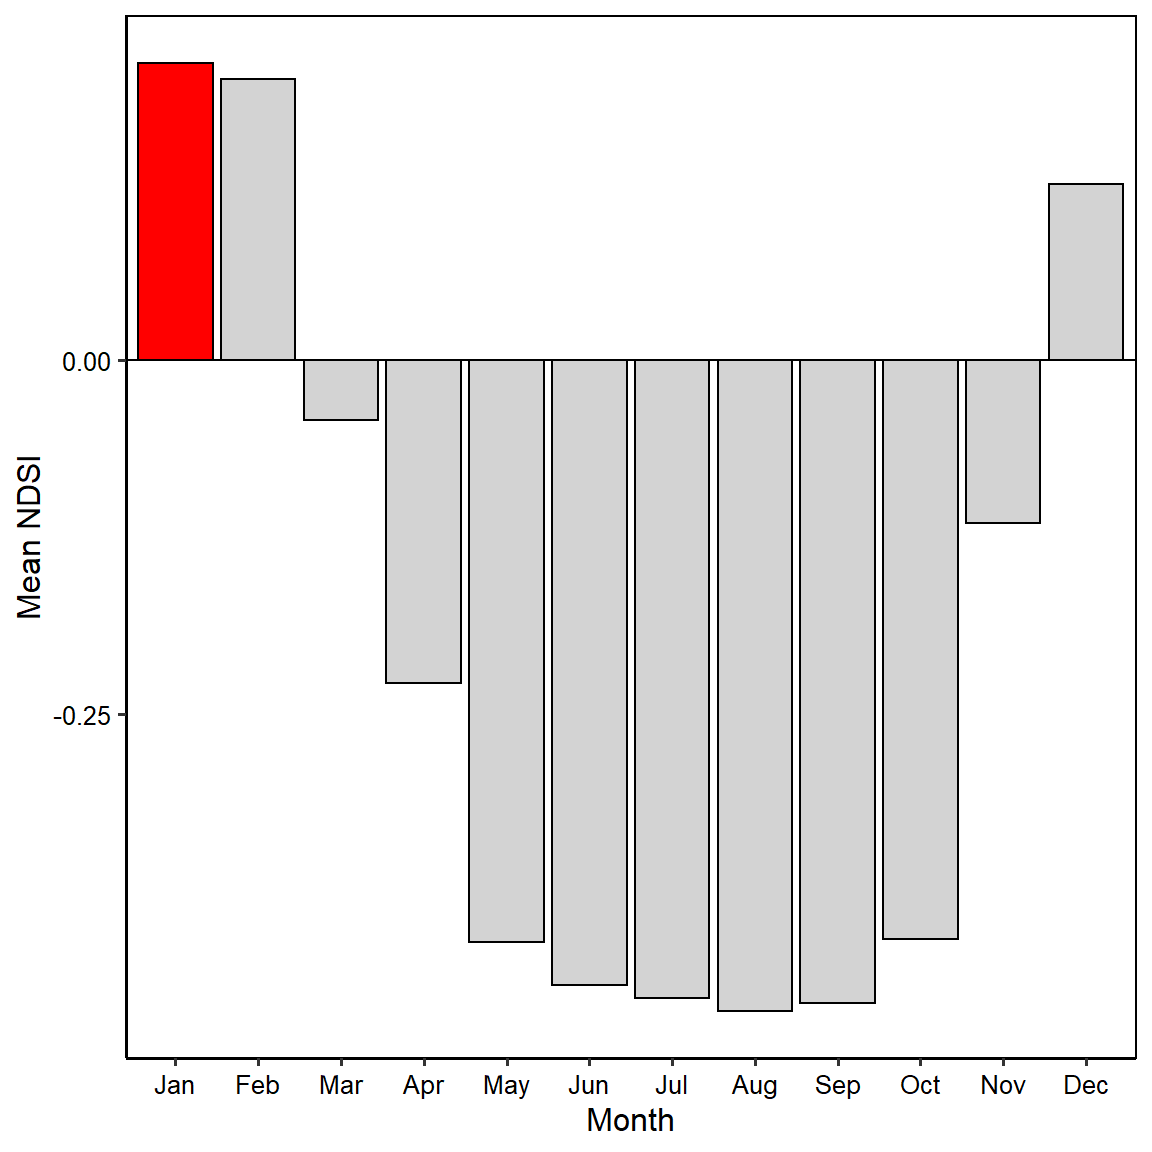 Mean NDSI
0.00
-0.25
Jan Feb Mar Apr May Jun Jul Aug Sep Oct Nov Dec
Month